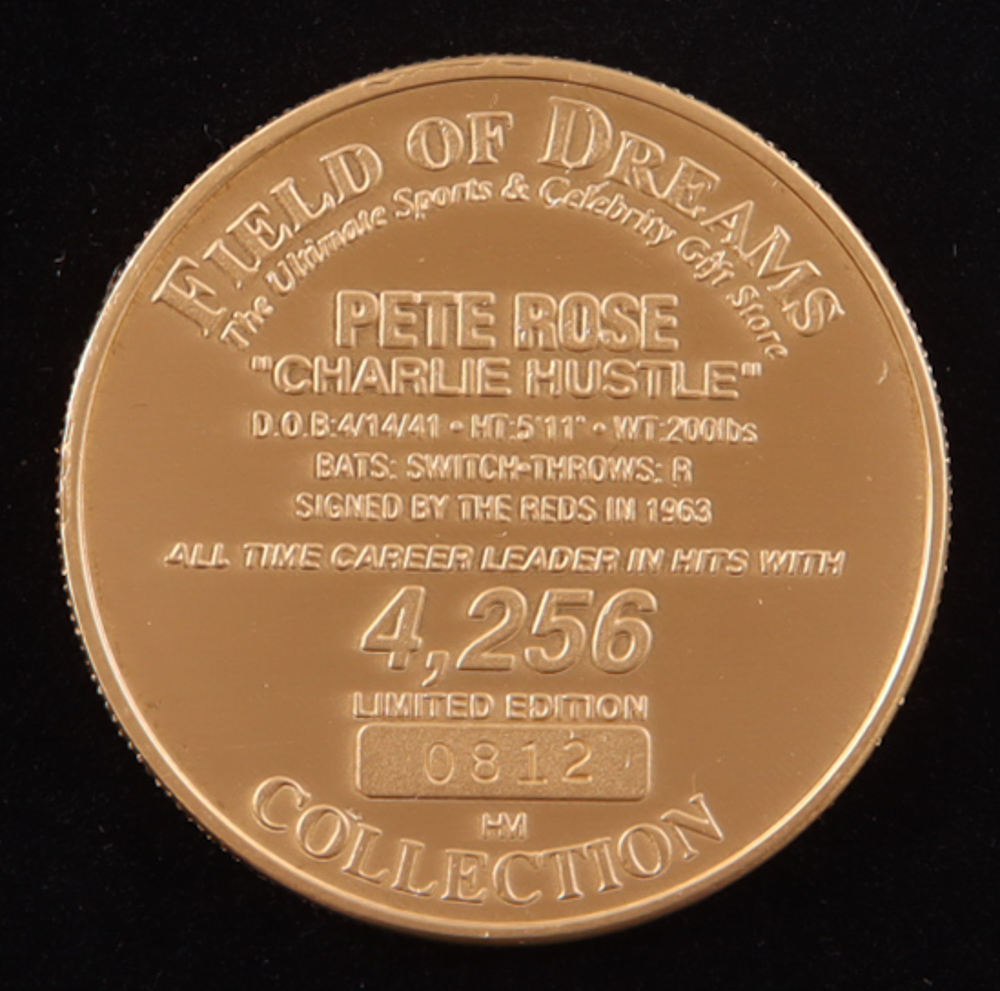 FIELD OF DREAMS
The Ultimate Sports & Celebrity Gift Store
PETE ROSE
"CHARLIE HUSTLE"
D.O.B:4/14/41 • HT:5'11" • WT:200lbs
BATS: SWITCH•THROWS: R
SIGNED BY THE REDS IN 1963
ALL TIME CAREER LEADER IN HITS WITH
4,256
LIMITED EDITION
0812
HM
COLLECTION